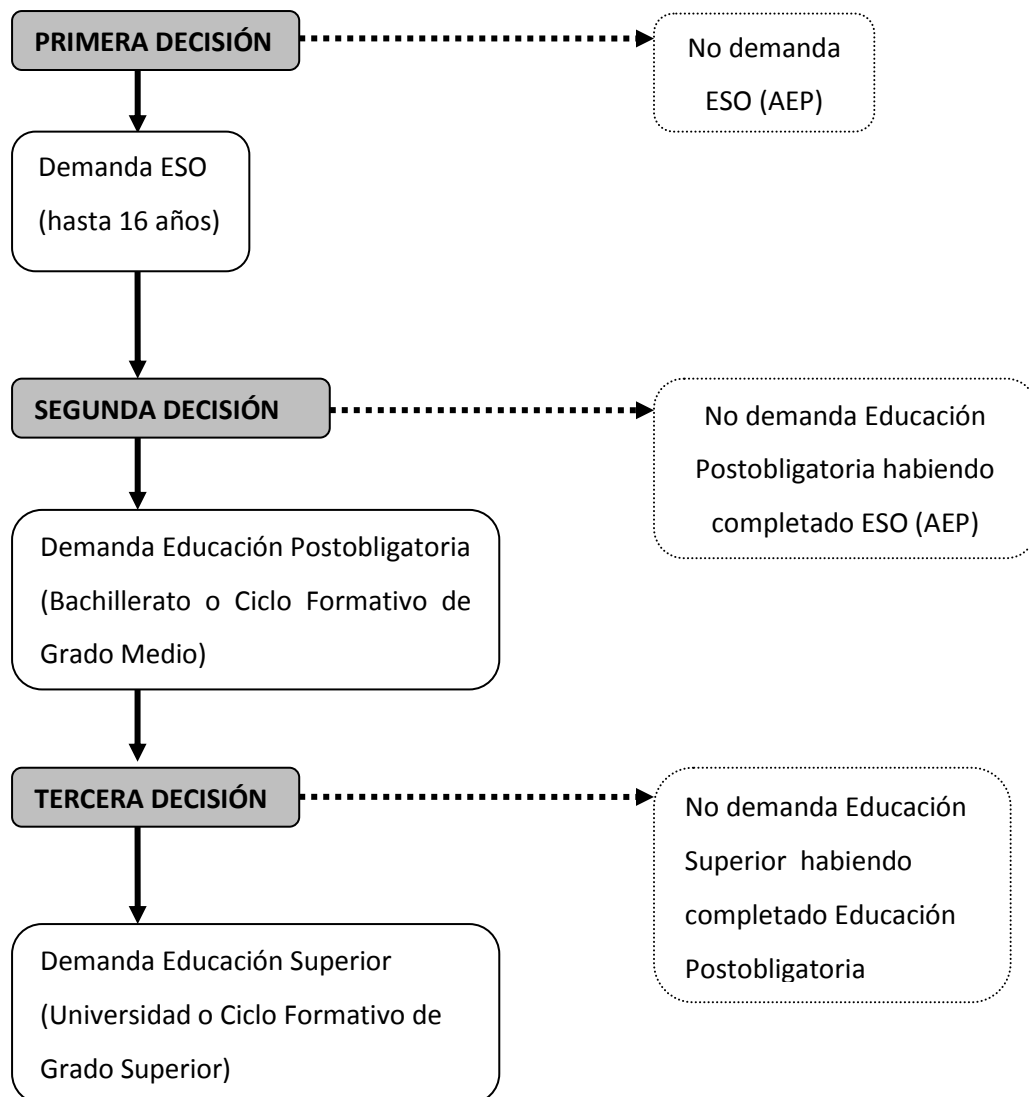 PRIMERA DECISIÓN
No demanda
ESO (AEP)
Demanda ESO
(hasta 16 años)
SEGUNDA DECISIÓN
No demanda Educación
Postobligatoria habiendo
completado ESO (AEP)
Demanda Educación Postobligatoria
(Bachillerato o Ciclo Formativo de
Grado Medio)
TERCERA DECISIÓN
No demanda Educación
Superior habiendo
completado Educación
Postobligatoria
Demanda Educación Superior
(Universidad o Ciclo Formativo de
Grado Superior)